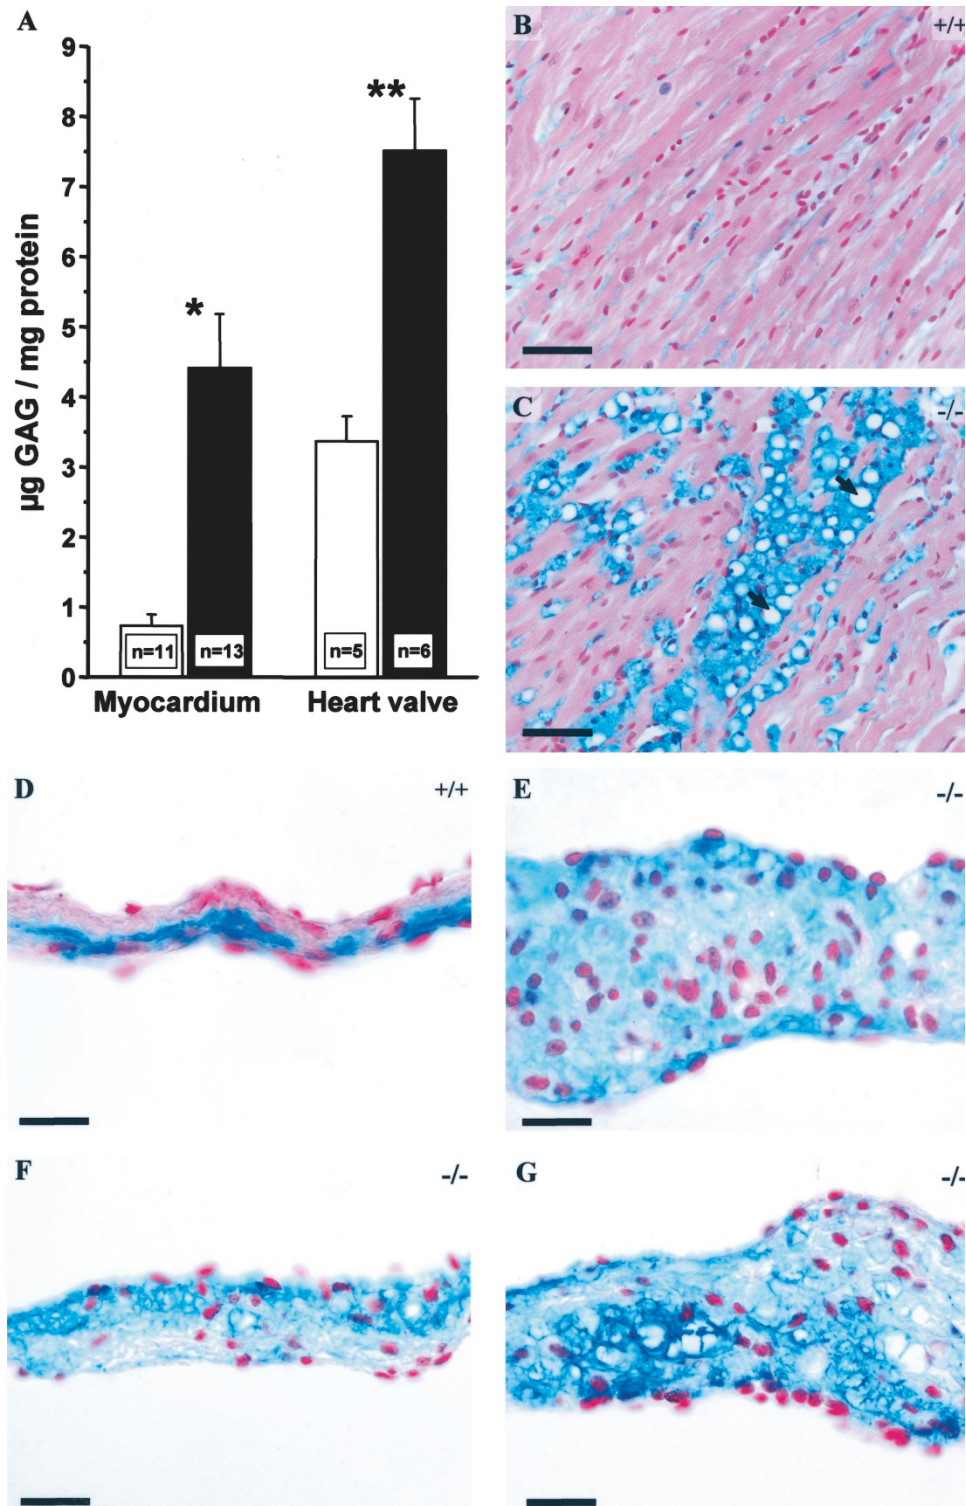 A
9
8
7
6
5
4
3
2
1
0
µg GAG / mg protein
*
**
n=11
n=13
n=5
n=6
Myocardium
Heart valve
B
+/+
C
-/-
D
+/+
E
-/-
F
-/-
G
-/-